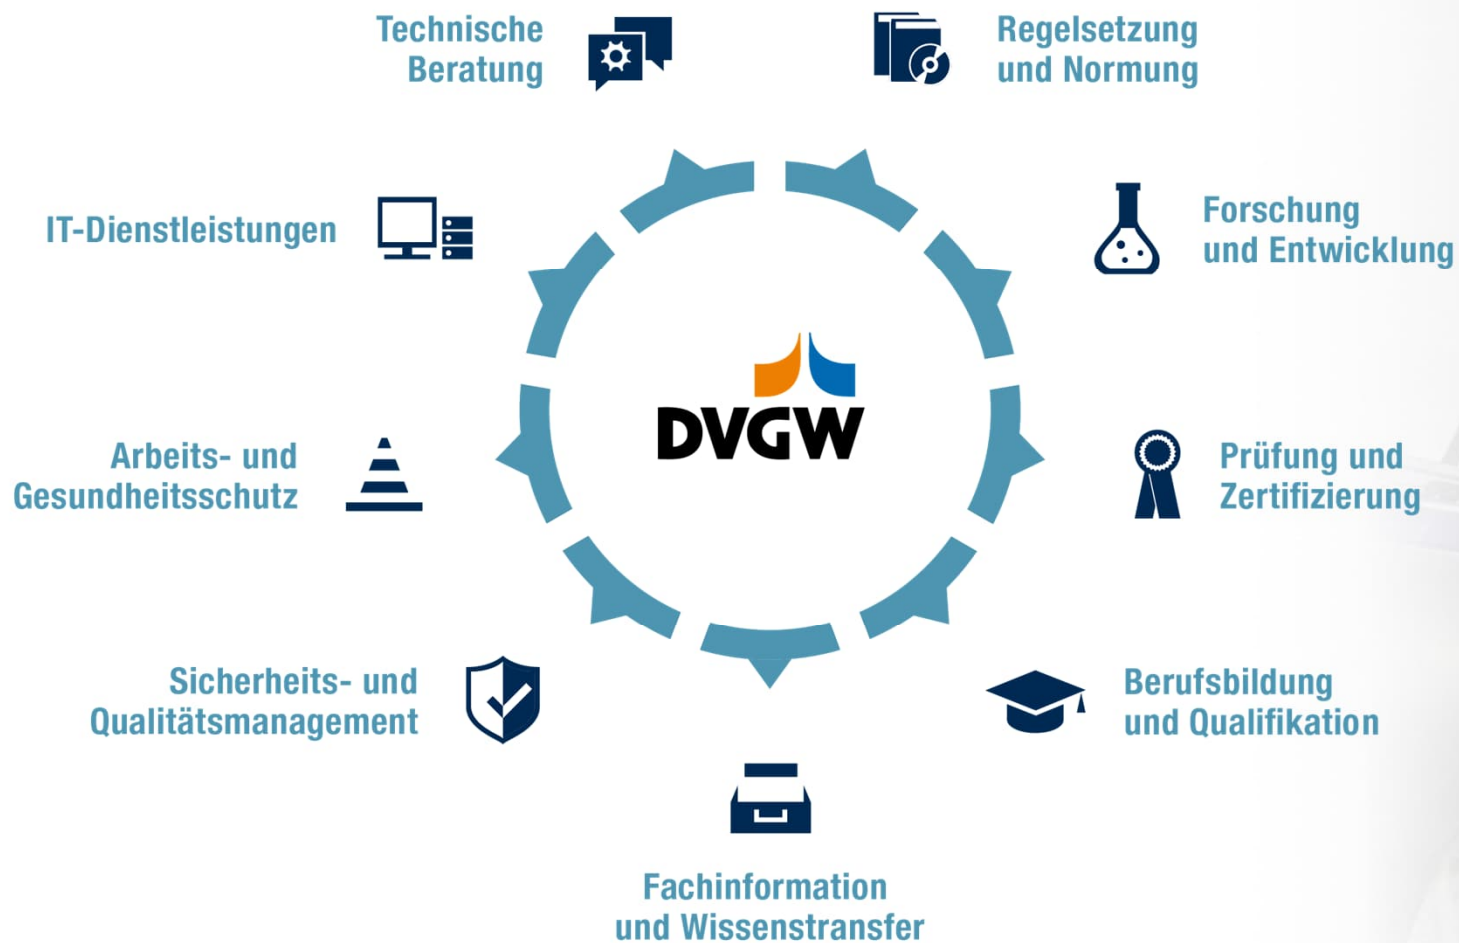 Technische
Beratung
Regelsetzung
und Normung
IT-Dienstleistungen
Forschung
und Entwicklung
DVGW
Arbeits- und
Gesundheitsschutz
Prüfung und
Zertifizierung
Sicherheits- und
Qualitätsmanagement
Berufsbildung
und Qualifikation
Fachinformation
und Wissenstransfer